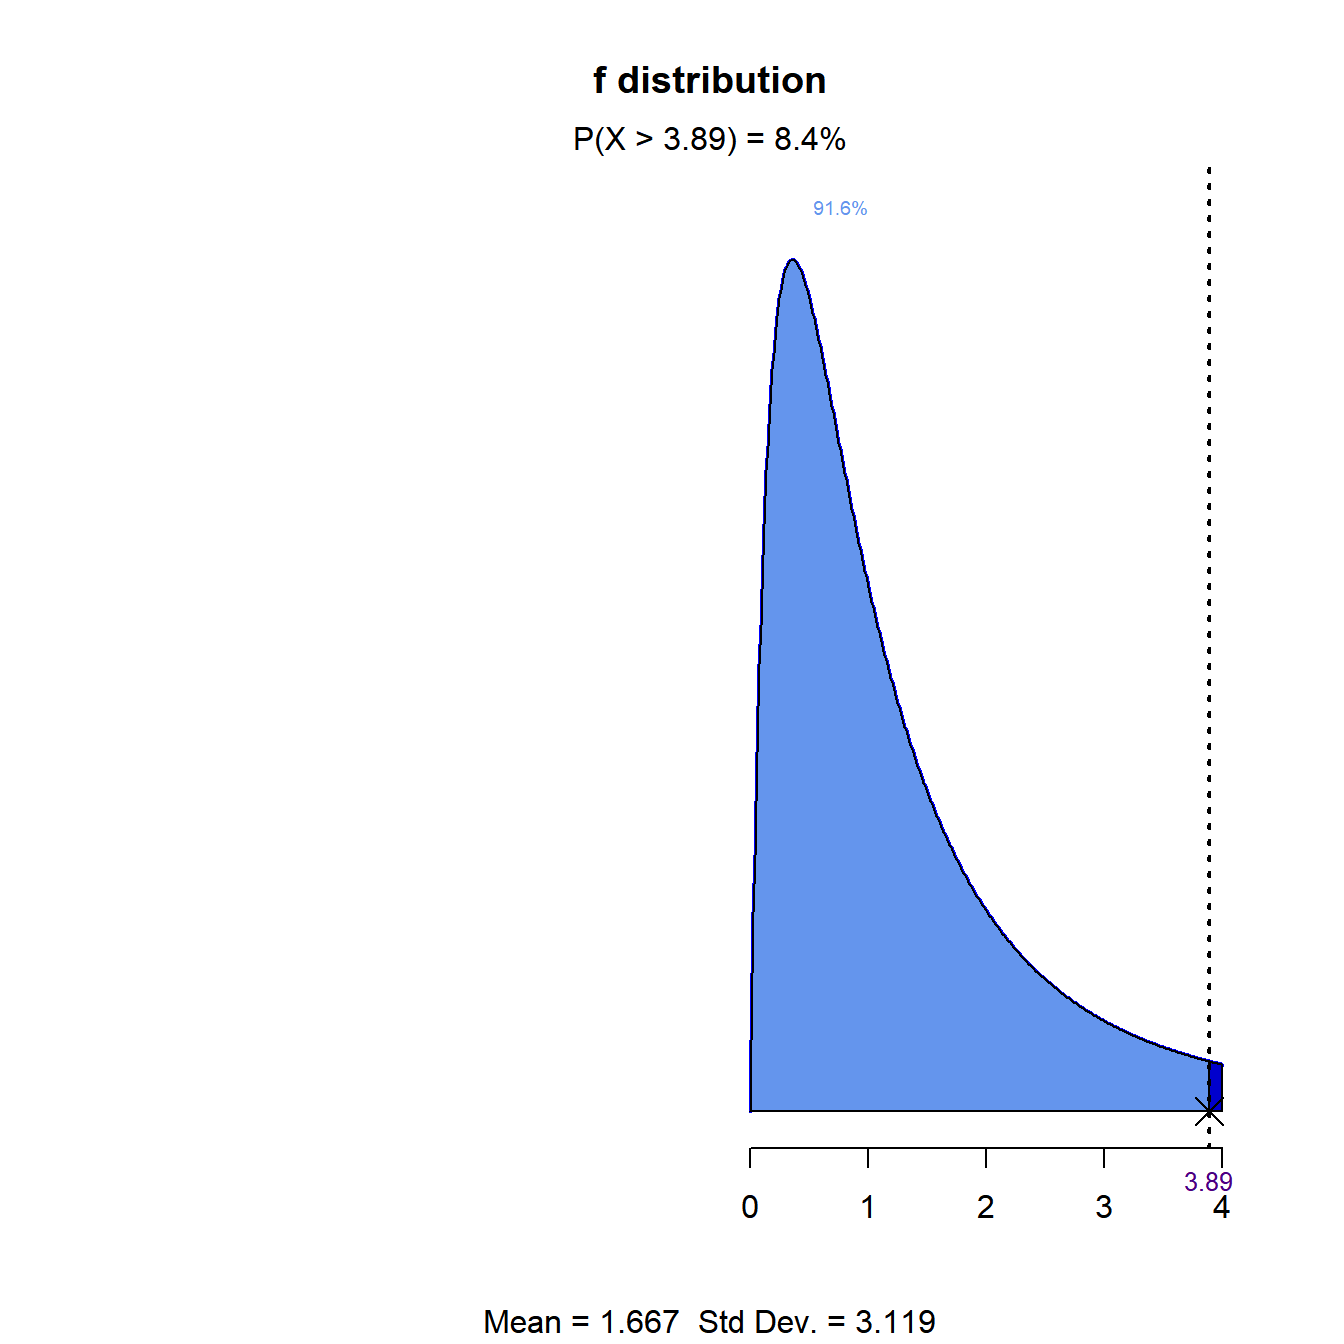 f distribution
P(X > 3.89) = 8.4%
91.6%
3.89
0 1 2 3 4
Mean = 1.667  Std Dev. = 3.119